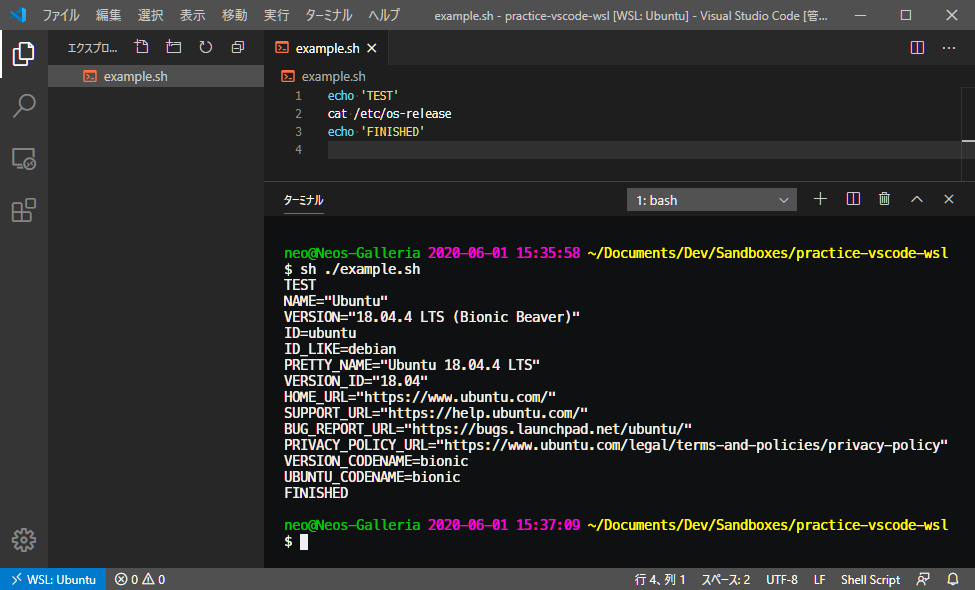 ファイル 編集 選択 表示 移動 実行 ターミナル ヘルプ example.sh - practice-vscode-wsl [WSL: Ubuntu] - Visual Studio Code [管...
エクスプロ...
example.sh
example.sh
example.sh
1 echo 'TEST'
2 cat /etc/os-release
3 echo 'FINISHED'
4
ターミナル 1: bash
neo@Neos-Galleria 2020-06-01 15:35:58 ~/Documents/Dev/Sandboxes/practice-vscode-wsl
$ sh ./example.sh
TEST
NAME="Ubuntu"
VERSION="18.04.4 LTS (Bionic Beaver)"
ID=ubuntu
ID_LIKE=debian
PRETTY_NAME="Ubuntu 18.04.4 LTS"
VERSION_ID="18.04"
HOME_URL="https://www.ubuntu.com/"
SUPPORT_URL="https://help.ubuntu.com/"
BUG_REPORT_URL="https://bugs.launchpad.net/ubuntu/"
PRIVACY_POLICY_URL="https://www.ubuntu.com/legal/terms-and-policies/privacy-policy"
VERSION_CODENAME=bionic
UBUNTU_CODENAME=bionic
FINISHED
neo@Neos-Galleria 2020-06-01 15:37:09 ~/Documents/Dev/Sandboxes/practice-vscode-wsl
$
WSL: Ubuntu 0 0 行 4、列 1 スペース: 2 UTF-8 LF Shell Script